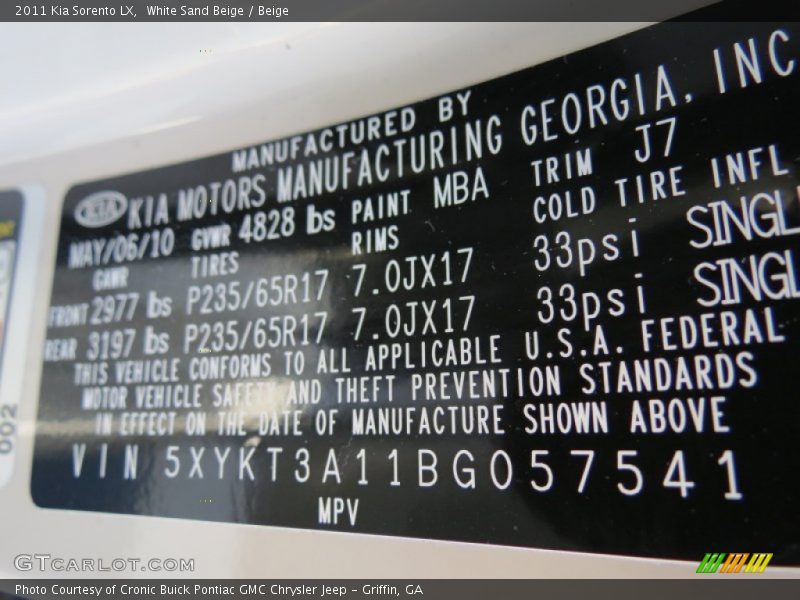 2011 Kia Sorento LX,  White Sand Beige / Beige
MANUFACTURED BY
KIA KIA MOTORS MANUFACTURING GEORGIA, INC
MAY/06/10 GVWR 4828 lbs PAINT MBA TRIM J7
GAWR TIRES RIMS COLD TIRE INFL
FRONT 2977 lbs P235/65R17 7.0JX17 33psi SINGL
REAR 3197 lbs P235/65R17 7.0JX17 33psi SINGL
THIS VEHICLE CONFORMS TO ALL APPLICABLE U.S.A. FEDERAL
MOTOR VEHICLE SAFETY AND THEFT PREVENTION STANDARDS
IN EFFECT ON THE DATE OF MANUFACTURE SHOWN ABOVE
VIN 5XYKT3A11BG057541
MPV
002
GTCARLOT.COM
Photo Courtesy of Cronic Buick Pontiac GMC Chrysler Jeep - Griffin, GA